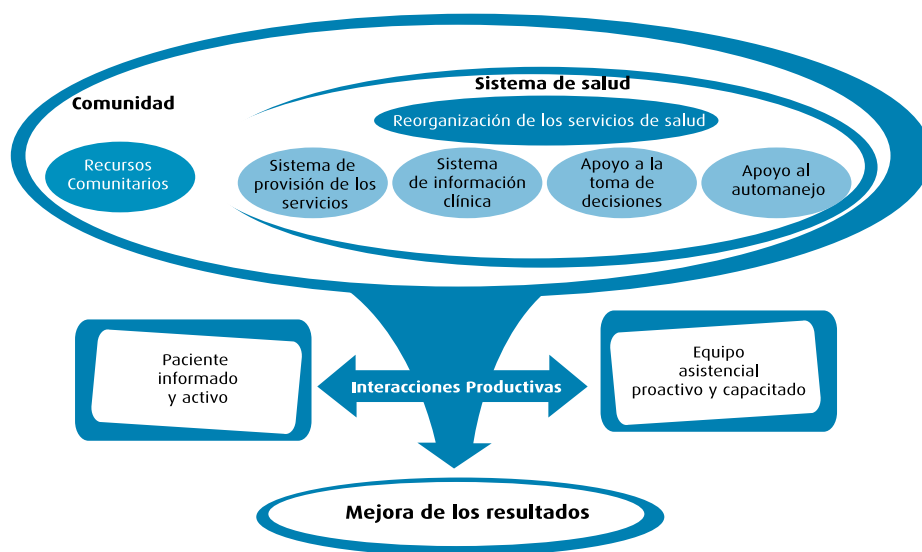 Sistema de salud
Comunidad
Reorganización de los servicios de salud
Recursos
Comunitarios
Sistema de
provisión de los
servicios
Sistema
de información
clínica
Apoyo a la
toma de
decisiones
Apoyo al
automanejo
Paciente
informado
y activo
Interacciones Productivas
Equipo
asistencial
proactivo y capacitado
Mejora de los resultados